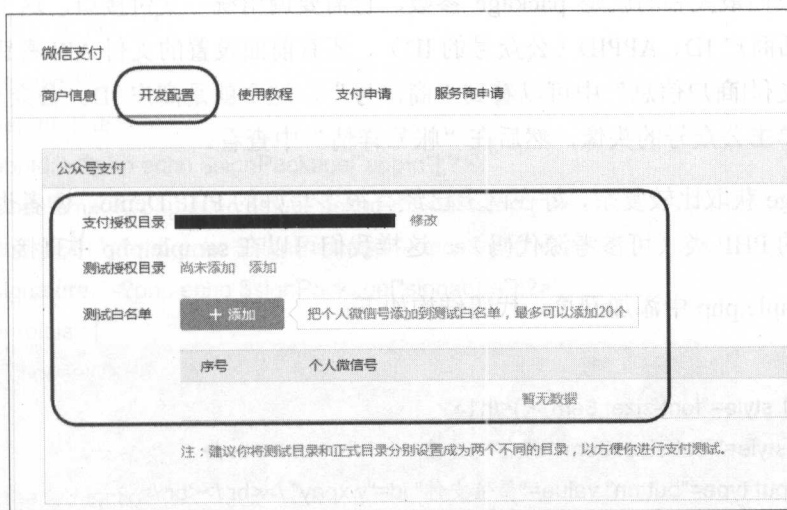 微信支付
商户信息 开发配置 使用教程 支付申请 服务商申请
公众号支付
支付授权目录 修改
测试授权目录 尚未添加 添加
测试白名单 + 添加 把个人微信号添加到测试白名单，最多可以添加20个
序号 个人微信号
暂无数据
注：建议你将测试目录和正式目录分别设置成为两个不同的目录，以方便你进行支付测试。